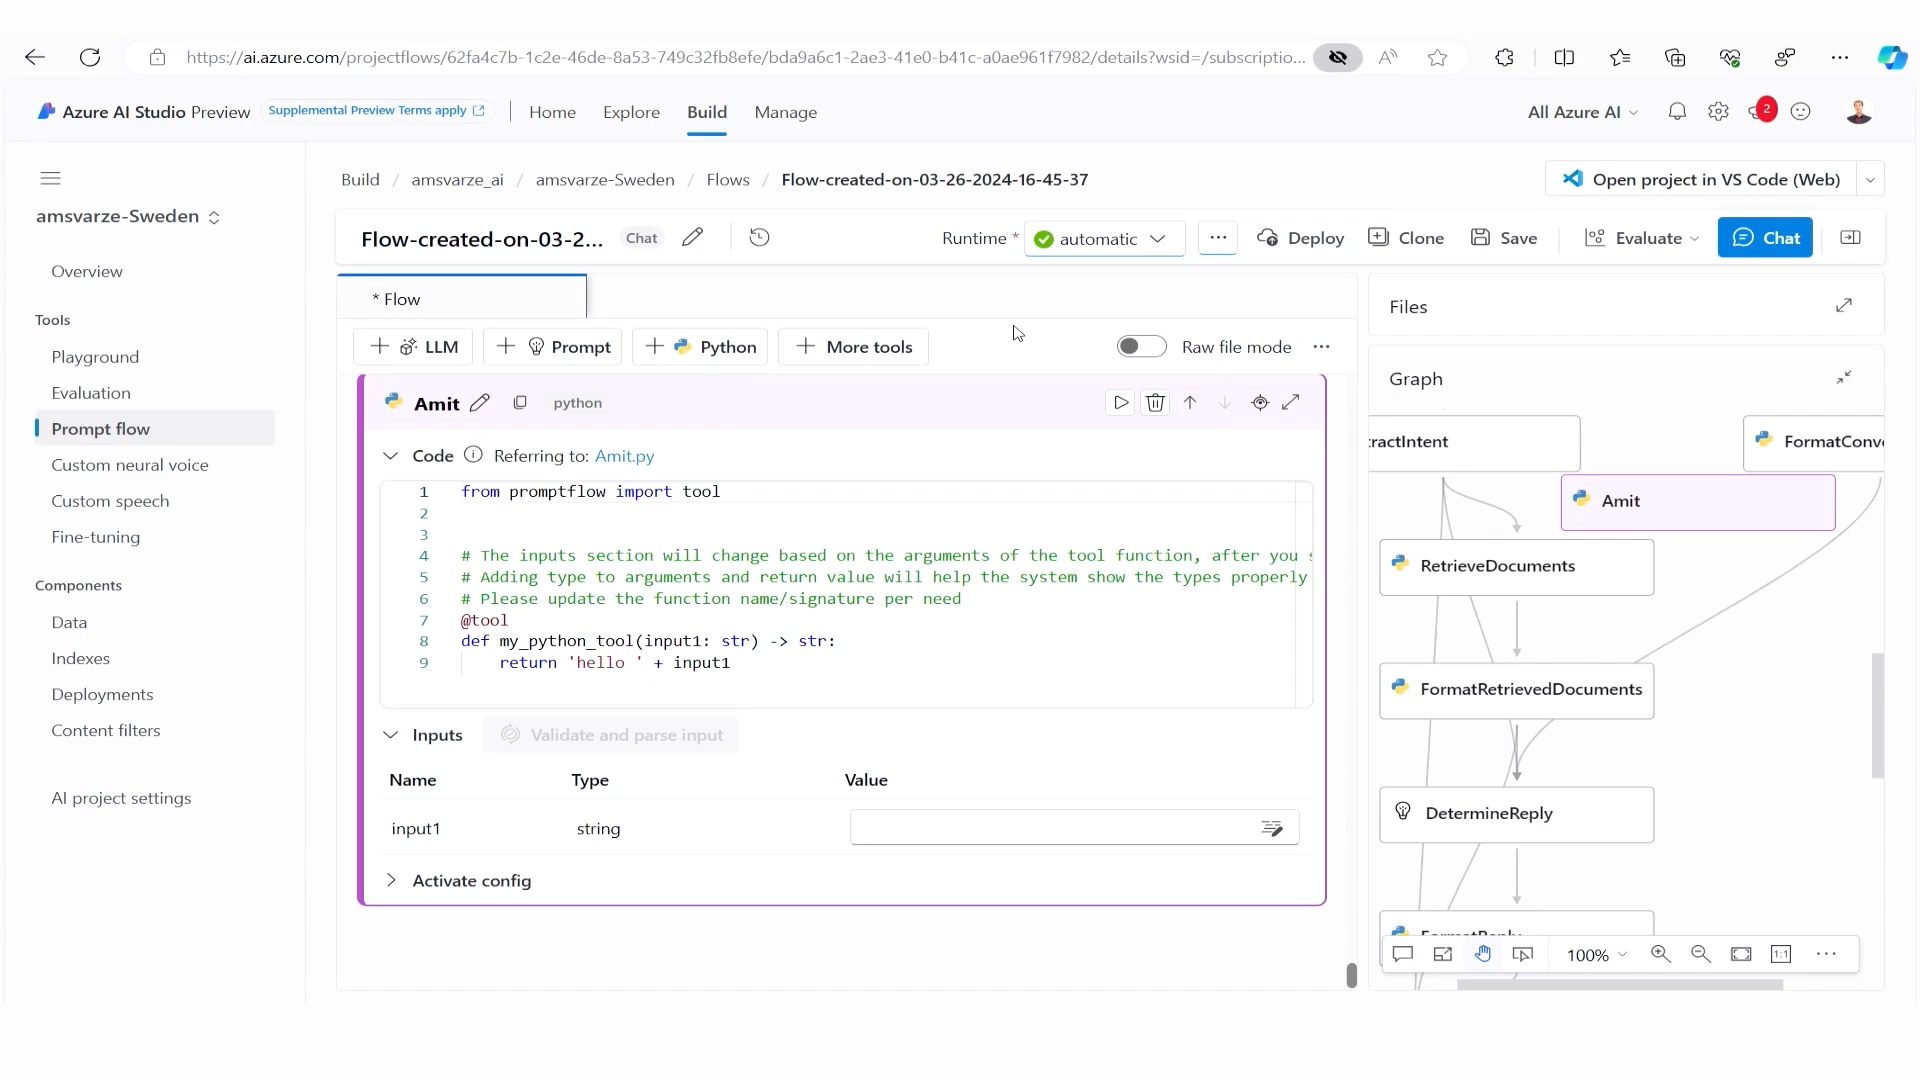 https://ai.azure.com/projectflows/62fa4c7b-1c2e-46de-8a53-749c32fb8efe/bda9a6c1-2ae3-41e0-b41c-a0ae961f7982/details?wsid=/subscriptio...
Azure AI Studio Preview
Supplemental Preview Terms apply
Home
Explore
Build
Manage
All Azure AI
2
amsvarze-Sweden
Overview
Tools
Playground
Evaluation
Prompt flow
Custom neural voice
Custom speech
Fine-tuning
Components
Data
Indexes
Deployments
Content filters
AI project settings
Build / amsvarze_ai / amsvarze-Sweden / Flows / Flow-created-on-03-26-2024-16-45-37
Open project in VS Code (Web)
Flow-created-on-03-2...
Chat
Runtime *
automatic
Deploy
Clone
Save
Evaluate
Chat
* Flow
LLM
Prompt
Python
More tools
Raw file mode
Amit
python
Code
Referring to: Amit.py
1 from promptflow import tool
2
3
4 # The inputs section will change based on the arguments of the tool function, after you
5 # Adding type to arguments and return value will help the system show the types properly
6 # Please update the function name/signature per need
7 @tool
8 def my_python_tool(input1: str) -> str:
9 return 'hello ' + input1
Inputs
Validate and parse input
Name Type Value
input1 string
Activate config
Files
Graph
ractIntent
FormatConv
Amit
RetrieveDocuments
FormatRetrievedDocuments
DetermineReply
FormatReply
100%
1:1